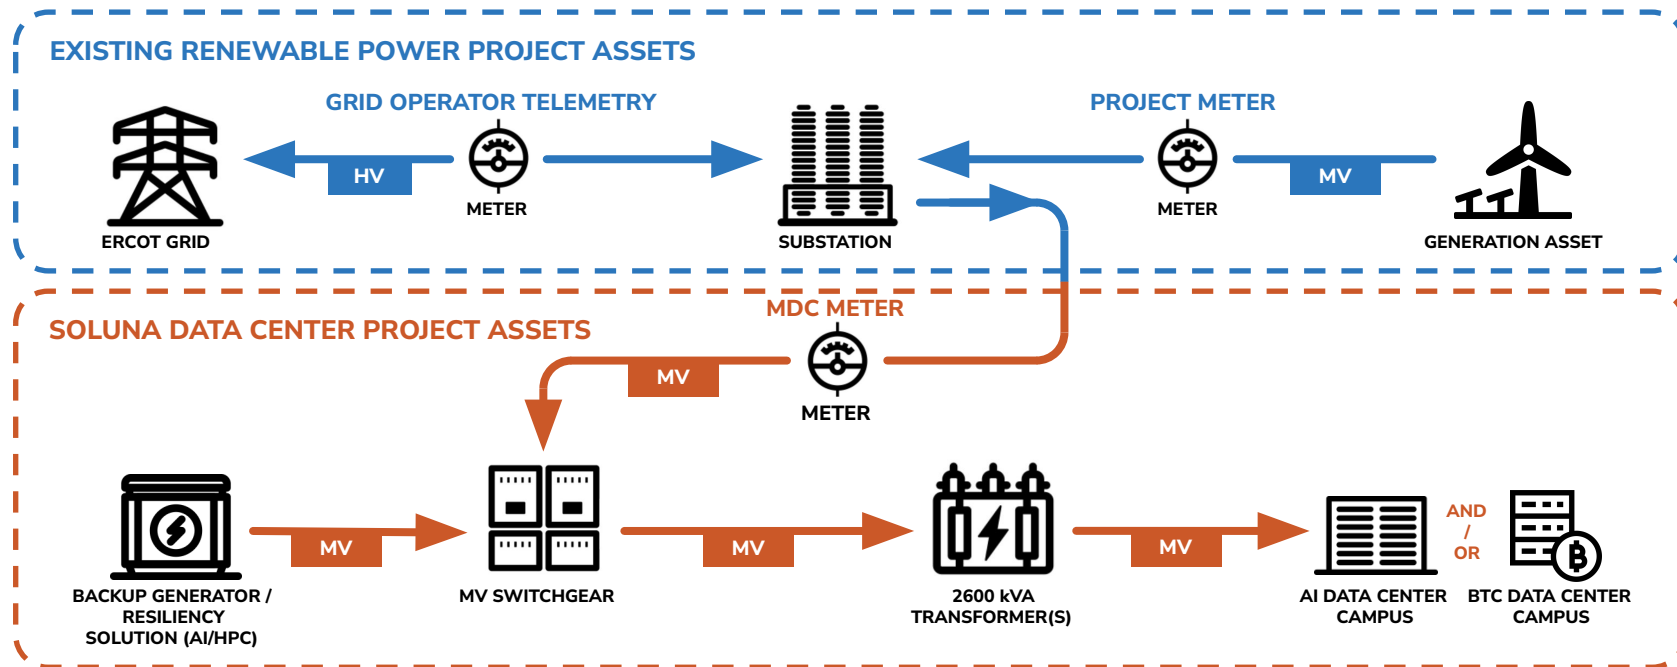 EXISTING RENEWABLE POWER PROJECT ASSETS
GRID OPERATOR TELEMETRY
PROJECT METER
HV
MV
METER
METER
ERCOT GRID
SUBSTATION
GENERATION ASSET
MDC METER
SOLUNA DATA CENTER PROJECT ASSETS
MV
METER
MV
MV
MV
AND
/
OR
BACKUP GENERATOR /
RESILIENCY
SOLUTION (AI/HPC)
MV SWITCHGEAR
2600 kVA
TRANSFORMER(S)
AI DATA CENTER
CAMPUS
BTC DATA CENTER
CAMPUS